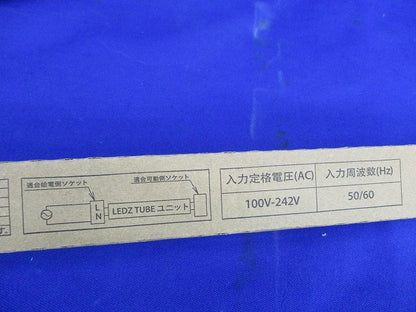 適合給電側ソケット
適合可動側ソケット
L
N
LEDZ TUBE ユニット
す。
入力定格電圧(AC)
入力周波数(Hz)
100V-242V
50/60